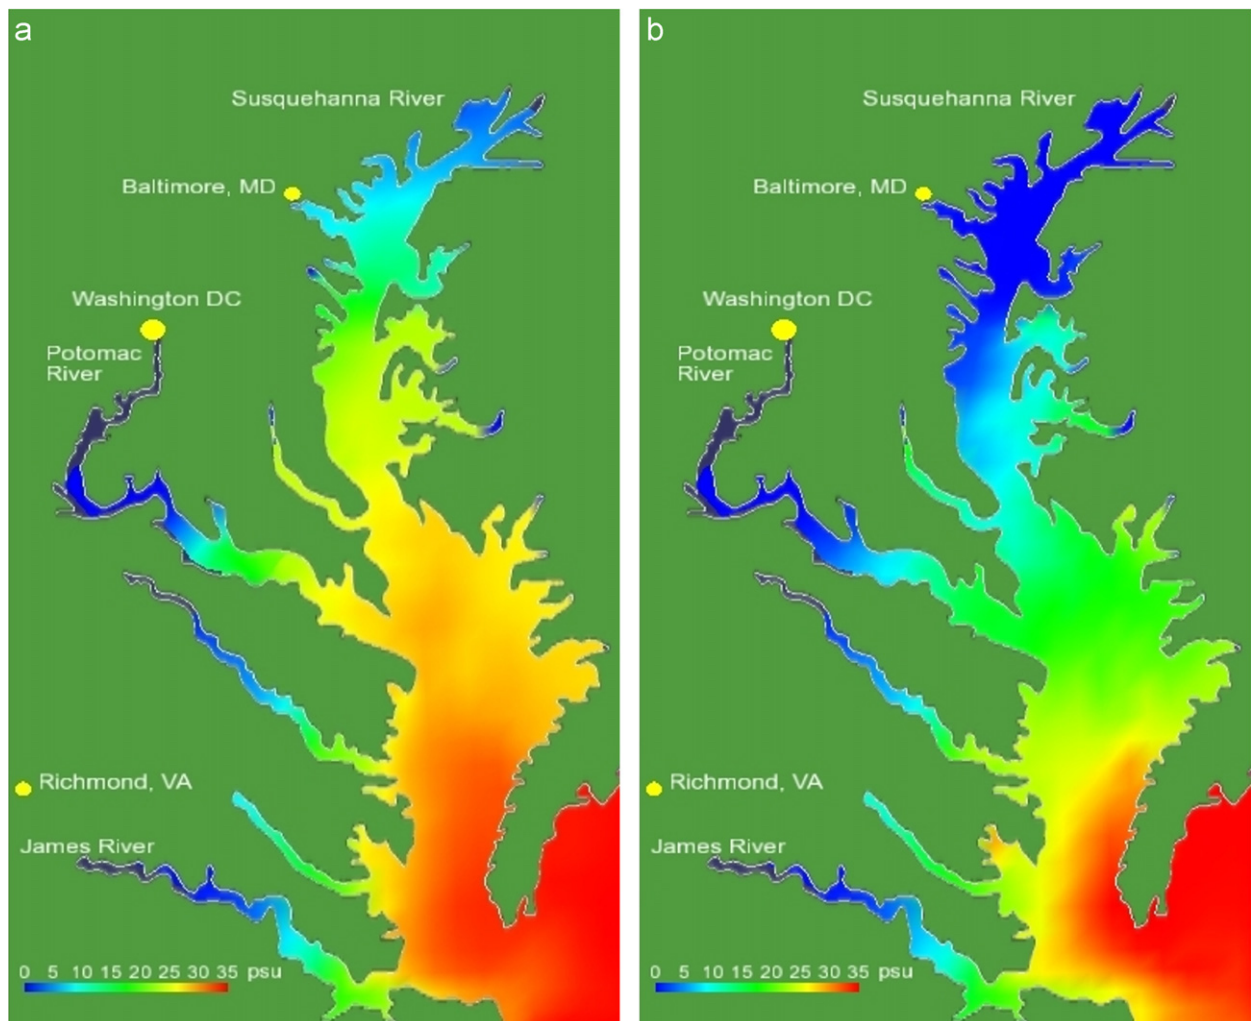 a
Susquehanna River
Baltimore, MD
Washington DC
Potomac
River
Richmond, VA
James River
0 5 10 15 20 25 30 35 psu
b
Susquehanna River
Baltimore, MD
Washington DC
Potomac
River
Richmond, VA
James River
0 5 10 15 20 25 30 35 psu